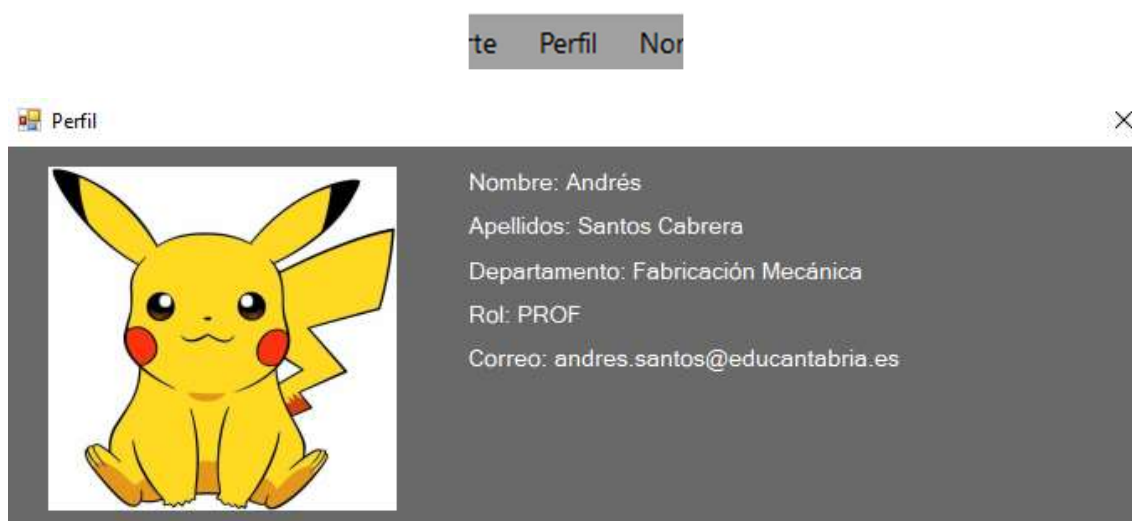 rte Perfil Nor
Perfil
Nombre: Andrés
Apellidos: Santos Cabrera
Departamento: Fabricación Mecánica
Rol: PROF
Correo: andres.santos@educantabria.es